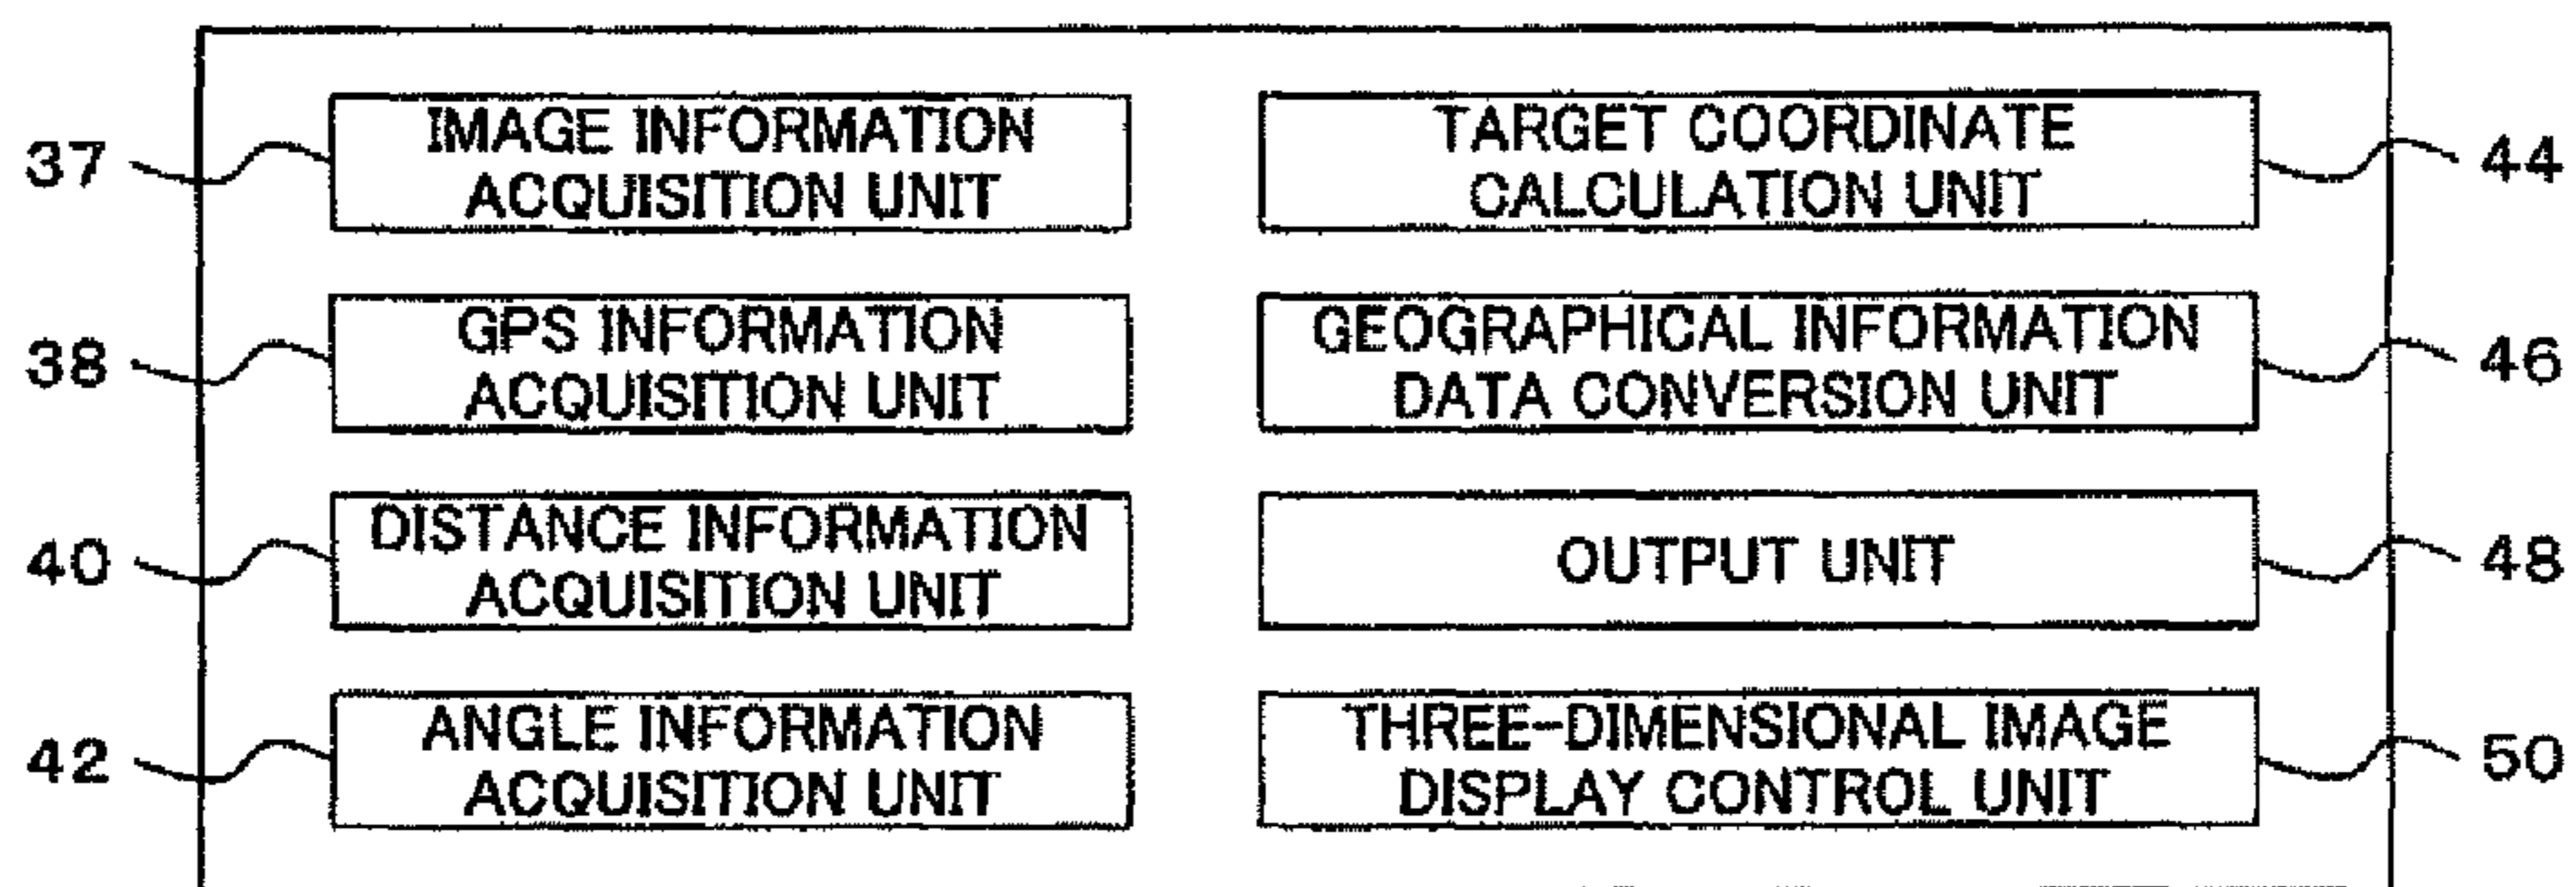 37
IMAGE INFORMATION
ACQUISITION UNIT
TARGET COORDINATE
CALCULATION UNIT
44
38
GPS INFORMATION
ACQUISITION UNIT
GEOGRAPHICAL INFORMATION
DATA CONVERSION UNIT
46
40
DISTANCE INFORMATION
ACQUISITION UNIT
OUTPUT UNIT
48
42
ANGLE INFORMATION
ACQUISITION UNIT
THREE-DIMENSIONAL IMAGE
DISPLAY CONTROL UNIT
50